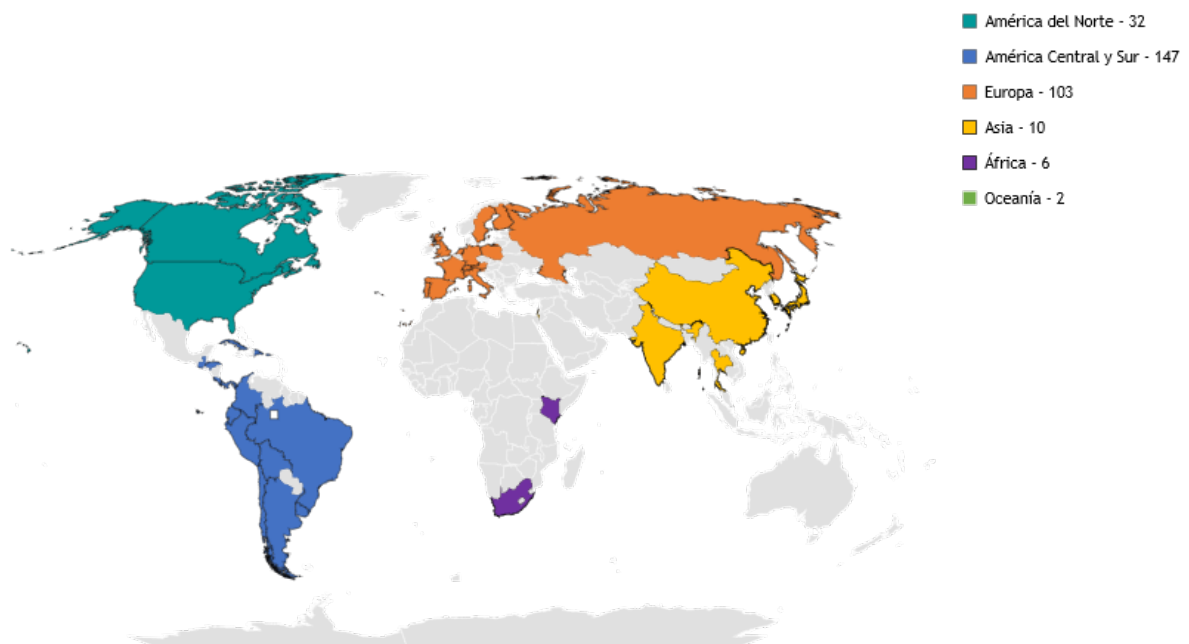 América del Norte - 32
América Central y Sur - 147
Europa - 103
Asia - 10
África - 6
Oceanía - 2